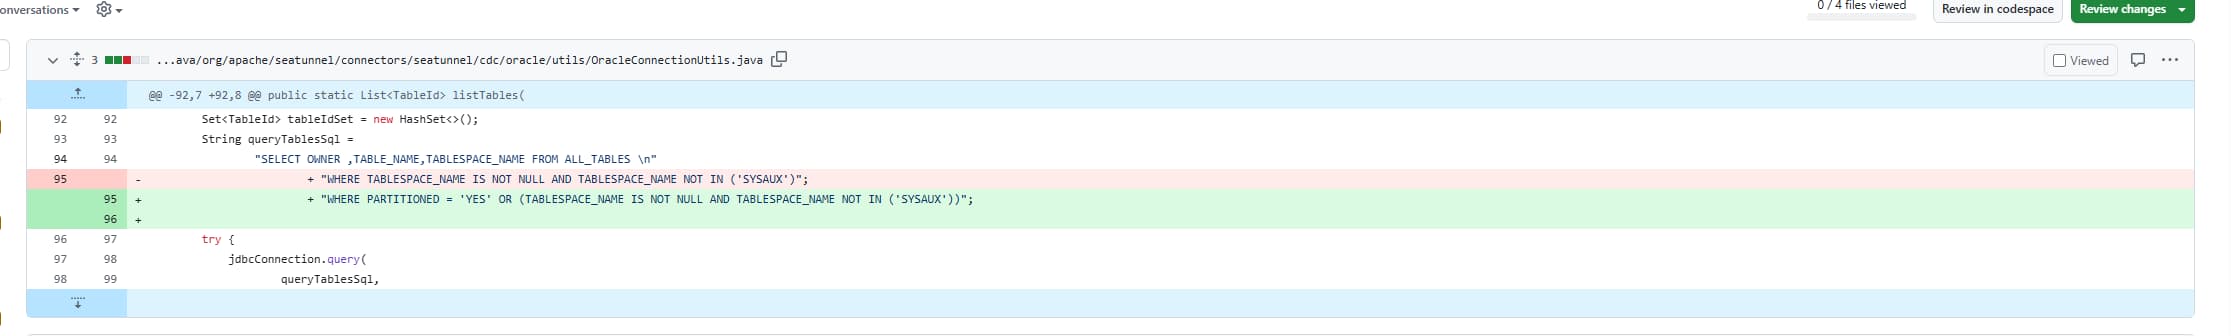 onversations
0 / 4 files viewed
Review in codespace
Review changes
3 ...ava/org/apache/seatunnel/connectors/seatunnel/cdc/oracle/utils/OracleConnectionUtils.java
Viewed
@@ -92,7 +92,8 @@ public static List<TableId> listTables(
92 92 Set<TableId> tableIdSet = new HashSet<>();
93 93 String queryTablesSql =
94 94 "SELECT OWNER ,TABLE_NAME,TABLESPACE_NAME FROM ALL_TABLES \n"
95 - + "WHERE TABLESPACE_NAME IS NOT NULL AND TABLESPACE_NAME NOT IN ('SYSAUX')";
95 + + "WHERE PARTITIONED = 'YES' OR (TABLESPACE_NAME IS NOT NULL AND TABLESPACE_NAME NOT IN ('SYSAUX'))";
96 +
96 97 try {
97 98 jdbcConnection.query(
98 99 queryTablesSql,